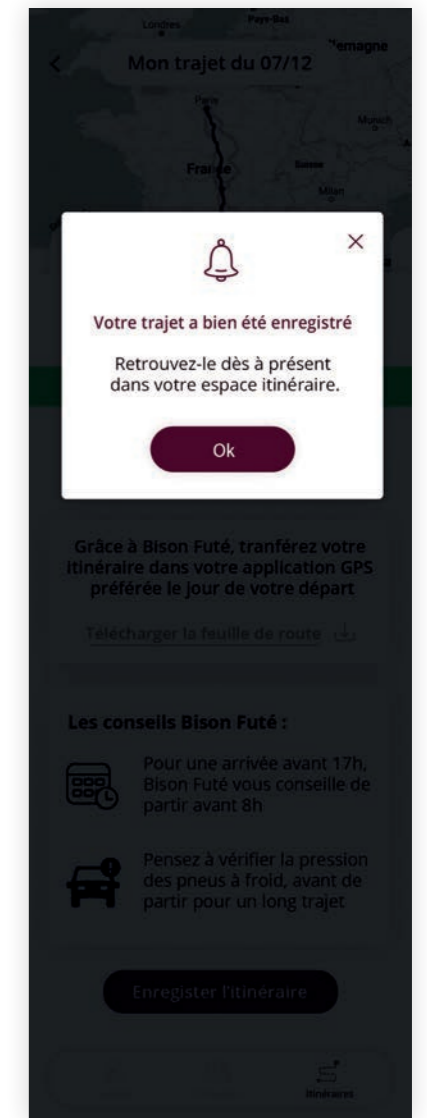 Londres
Pays-Bas
Mon trajet du 07/12
lemagne
Paris
Munich
France
Suisse
Milan
Votre trajet a bien été enregistré
Retrouvez-le dès à présent
dans votre espace itinéraire.
Ok
Grâce à Bison Futé, tranférez votre
itinéraire dans votre application GPS
préférée le jour de votre départ
Télécharger la feuille de route
Les conseils Bison Futé :
Pour une arrivée avant 17h,
Bison Futé vous conseille de
partir avant 8h
Pensez à vérifier la pression
des pneus à froid, avant de
partir pour un long trajet
Enregister l'itinéraire
Itinéraires